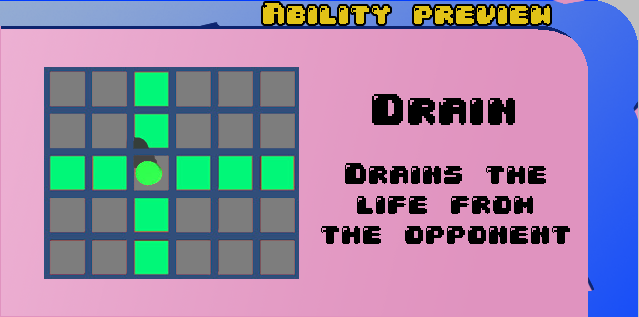 Ability preview
Drain
Drains the
life from
the opponent